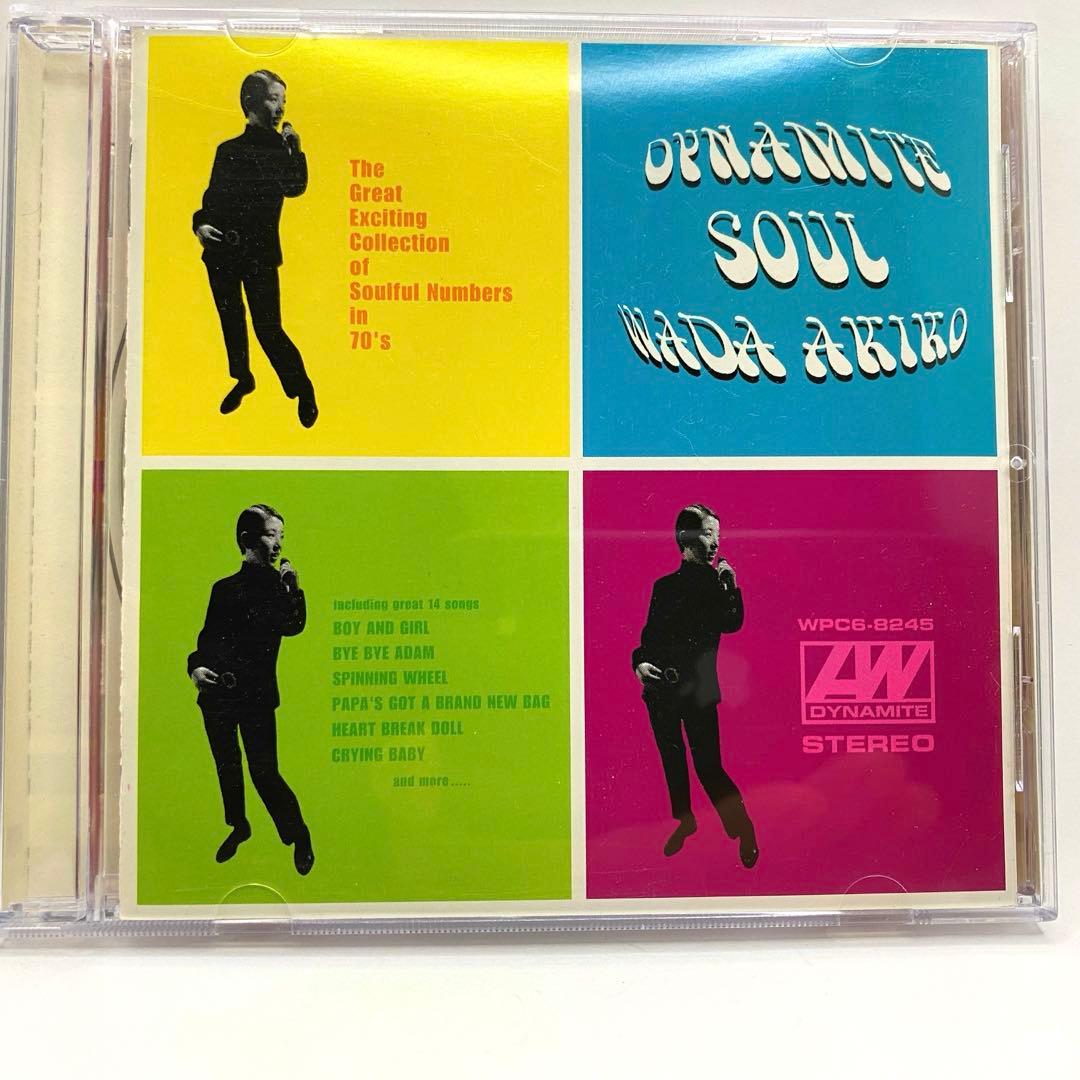 The
Great
Exciting
Collection
of
Soulful Numbers
in
70's
DYNAMITE
SOUL
WADA AKIKO
including great 14 songs
BOY AND GIRL
BYE BYE ADAM
SPINNING WHEEL
PAPA'S GOT A BRAND NEW BAG
HEART BREAK DOLL
CRYING BABY
and more.....
WPC6-8245
AW
DYNAMITE
STEREO